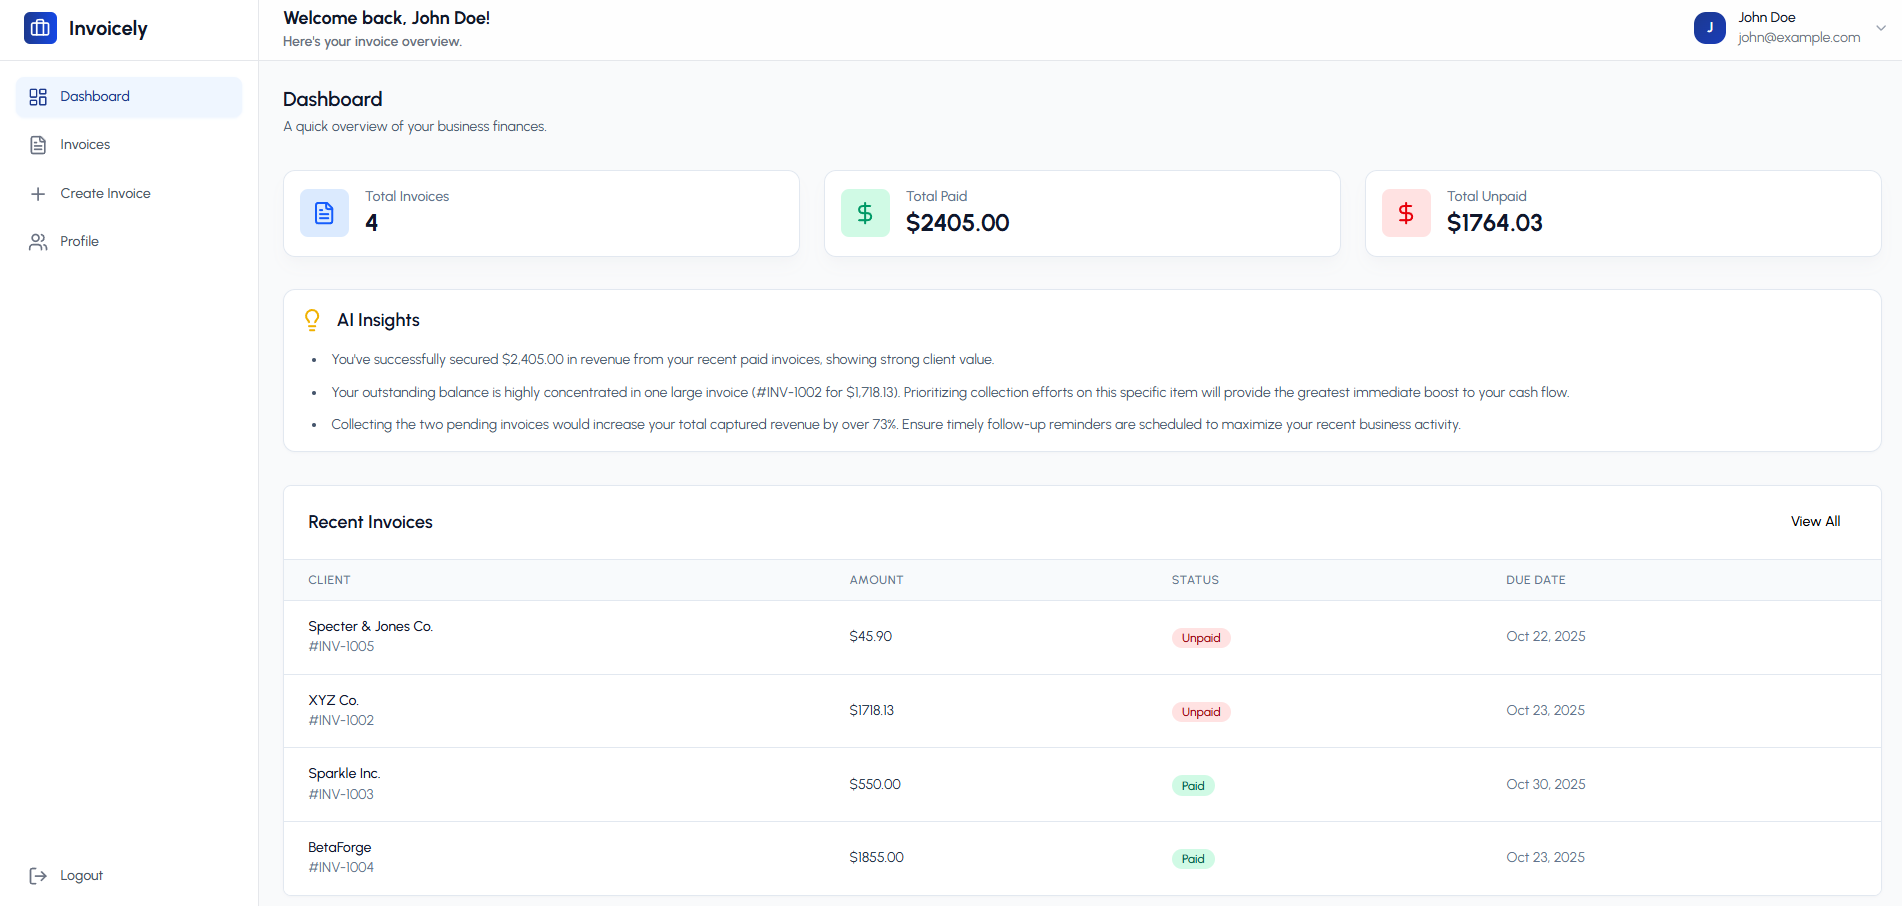 Invoicely
Welcome back, John Doe!
Here's your invoice overview.
J
John Doe
john@example.com
Dashboard
Invoices
Create Invoice
Profile
Logout
Dashboard
A quick overview of your business finances.
Total Invoices
4
Total Paid
$2405.00
Total Unpaid
$1764.03
AI Insights
• You've successfully secured $2,405.00 in revenue from your recent paid invoices, showing strong client value.
• Your outstanding balance is highly concentrated in one large invoice (#INV-1002 for $1,718.13). Prioritizing collection efforts on this specific item will provide the greatest immediate boost to your cash flow.
• Collecting the two pending invoices would increase your total captured revenue by over 73%. Ensure timely follow-up reminders are scheduled to maximize your recent business activity.
Recent Invoices
View All
CLIENT AMOUNT STATUS DUE DATE
Specter & Jones Co.
#INV-1005
$45.90 Unpaid Oct 22, 2025
XYZ Co.
#INV-1002
$1718.13 Unpaid Oct 23, 2025
Sparkle Inc.
#INV-1003
$550.00 Paid Oct 30, 2025
BetaForge
#INV-1004
$1855.00 Paid Oct 23, 2025